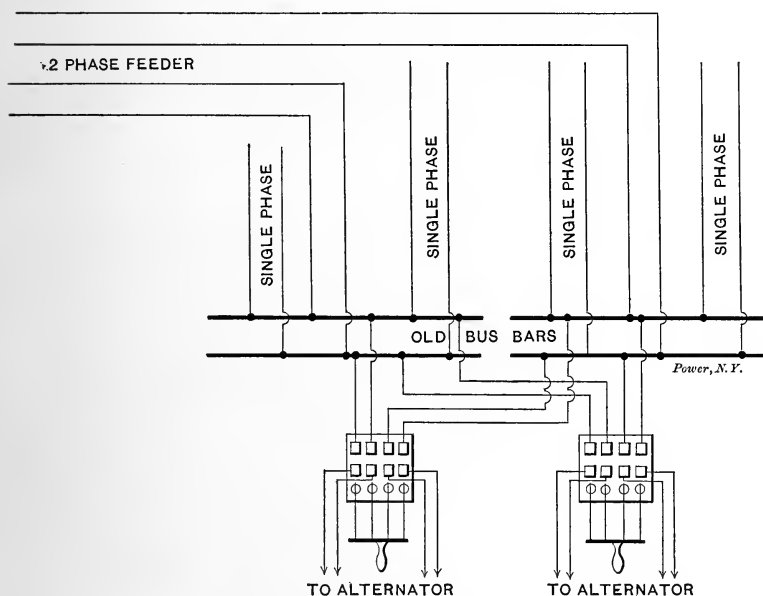 2 PHASE FEEDER
SINGLE PHASE
SINGLE PHASE
SINGLE PHASE
SINGLE PHASE
OLD BUS BARS
Power, N. Y.
TO ALTERNATOR
TO ALTERNATOR